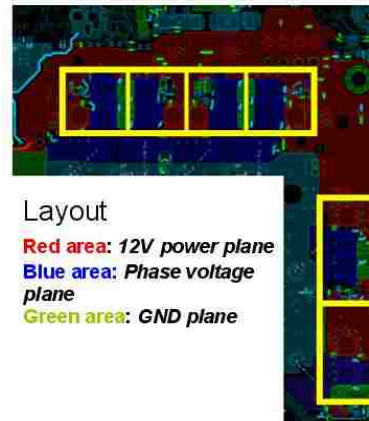 Layout
Red area: 12V power plane
Blue area: Phase voltage
plane
Green area: GND plane